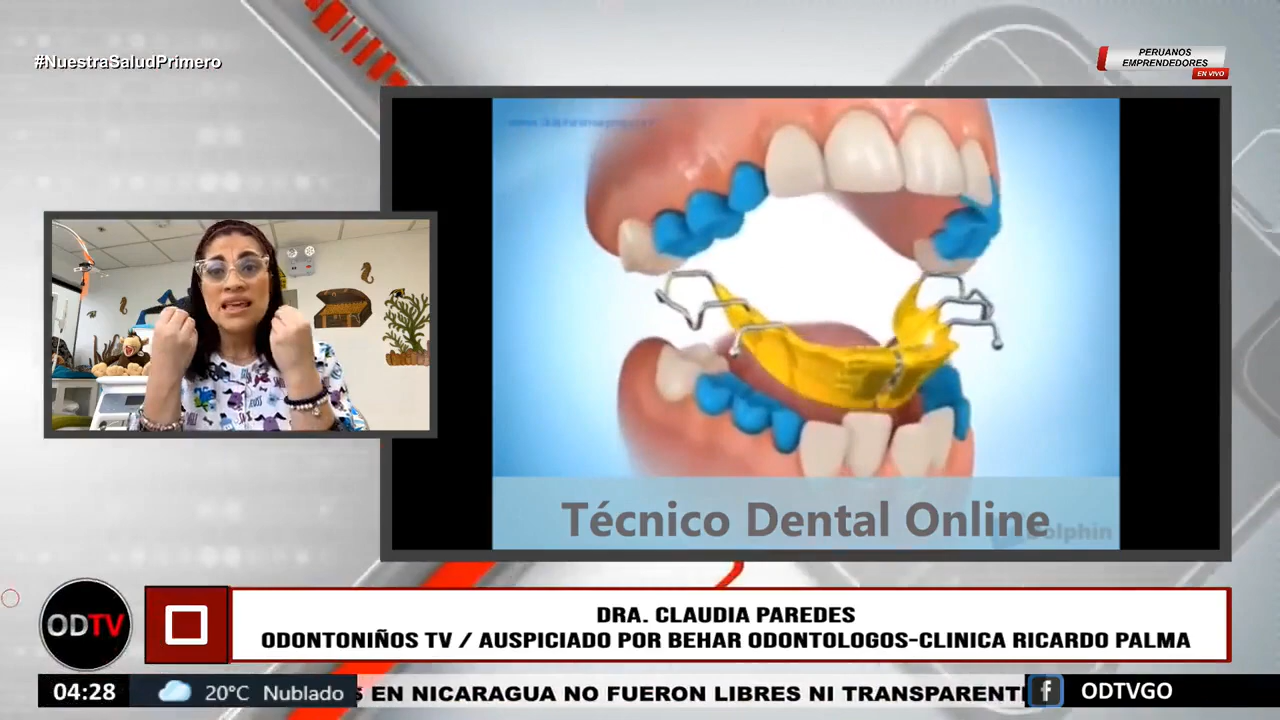 #NuestraSaludPrimero
PERUANOS
EMPRENDEDORES
EN VIVO
Técnico Dental Online
Dolphin
ODTV
DRA. CLAUDIA PAREDES
ODONTONIÑOS TV / AUSPICIADO POR BEHAR ODONTOLOGOS-CLINICA RICARDO PALMA
04:28
20°C Nublado
EN NICARAGUA NO FUERON LIBRES NI TRANSPARENT
ODTVGO